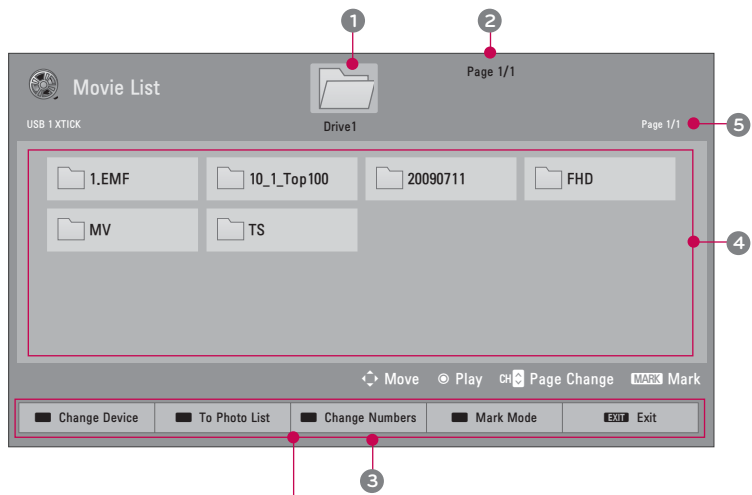 1 2
Page 1/1
Movie List
USB 1 XTICK
Drive1
Page 1/1 5
1.EMF 10_1_Top100 20090711 FHD
MV TS
4
Move Play CH Page Change MARK Mark
Change Device To Photo List Change Numbers Mark Mode EXIT Exit
3